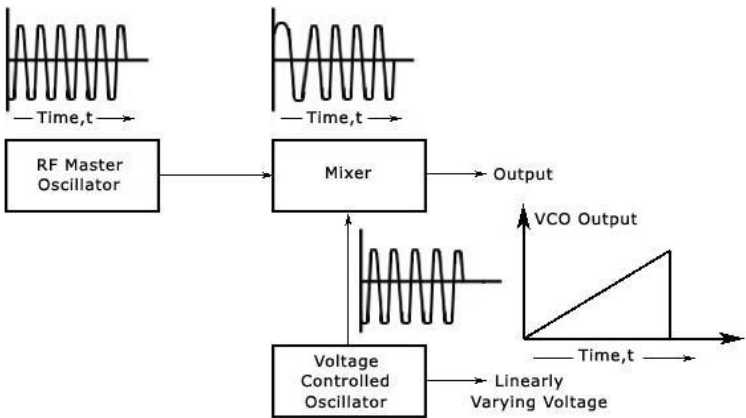 Time,t
Time,t
RF Master
Oscillator
Mixer
Output
VCO Output
Time,t
Voltage
Controlled
Oscillator
Linearly
Varying Voltage